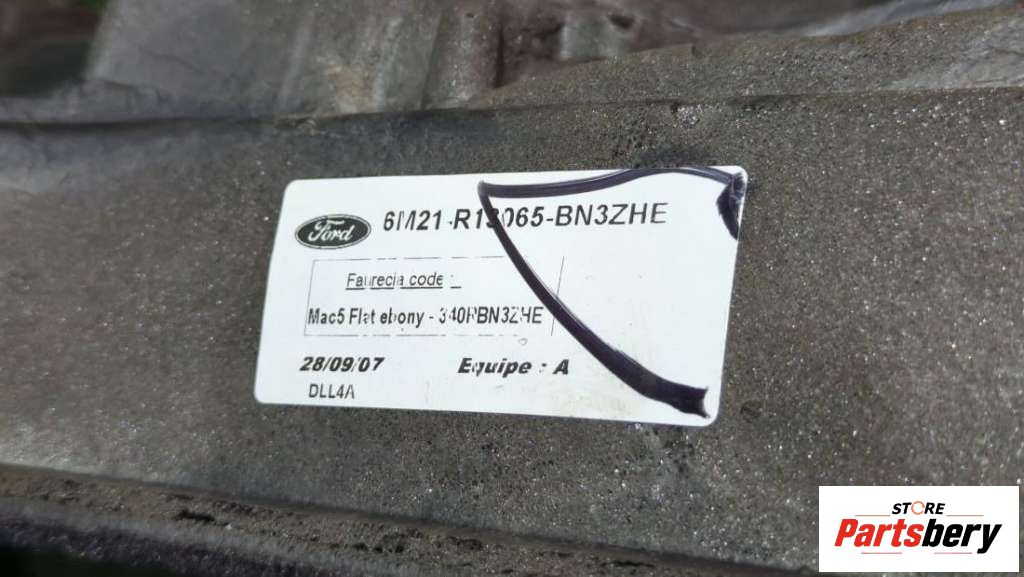 Ford
6M21-R13065-BN3ZHE
Faurecia code :
Mac5 Flat ebony - 340RBN3ZHE
28/09/07 Equipe : A
DLL4A
STORE
Partsbery